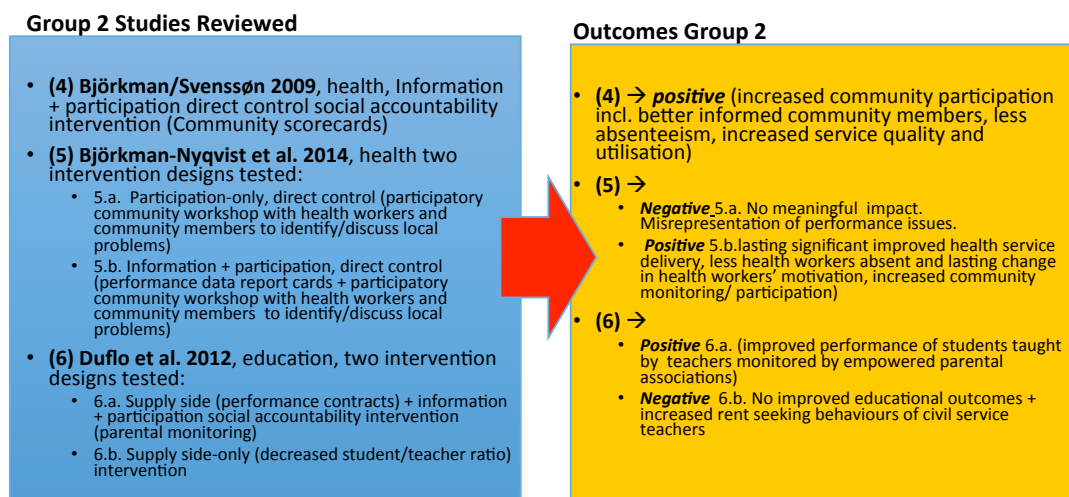 Group 2 Studies Reviewed
• (4) Björkman/Svenssøn 2009, health, Information
+ participation direct control social accountability
intervention (Community scorecards)
• (5) Björkman-Nyqvist et al. 2014, health two
intervention designs tested:
• 5.a. Participation-only, direct control (participatory
community workshop with health workers and
community members to identify/discuss local
problems)
• 5.b. Information + participation, direct control
(performance data report cards + participatory
community workshop with health workers and
community members to identify/discuss local
problems)
• (6) Duflo et al. 2012, education, two intervention
designs tested:
• 6.a. Supply side (performance contracts) + information
+ participation social accountability intervention
(parental monitoring)
• 6.b. Supply side-only (decreased student/teacher ratio)
intervention
Outcomes Group 2
• (4) → positive (increased community participation
incl. better informed community members, less
absenteeism, increased service quality and
utilisation)
• (5) →
• Negative 5.a. No meaningful impact.
Misrepresentation of performance issues.
• Positive 5.b.lasting significant improved health service
delivery, less health workers absent and lasting change
in health workers' motivation, increased community
monitoring/ participation)
• (6) →
• Positive 6.a. (improved performance of students taught
by teachers monitored by empowered parental
associations)
• Negative 6.b. No improved educational outcomes +
increased rent seeking behaviours of civil service
teachers